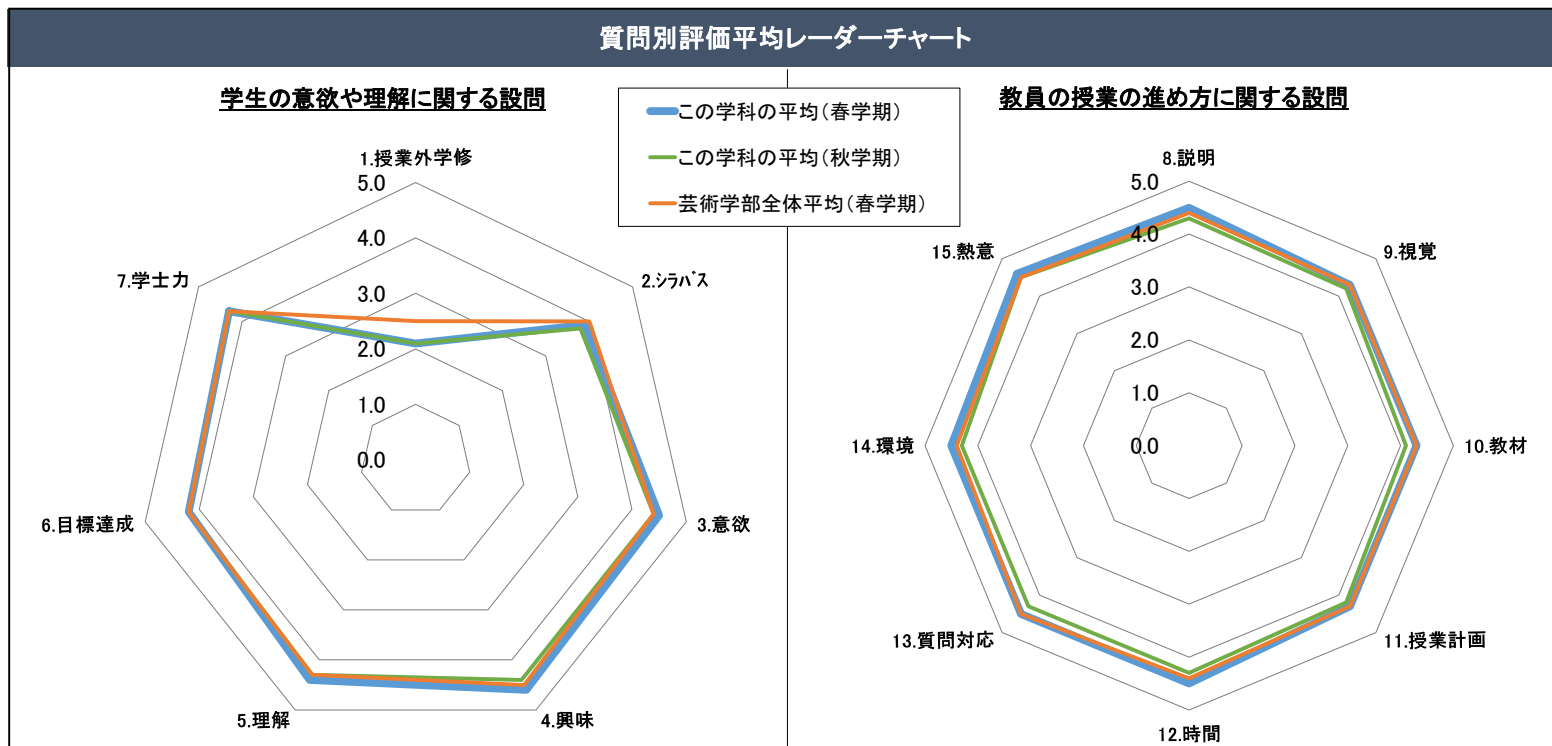 質問別評価平均レーダーチャート
学生の意欲や理解に関する設問
この学科の平均(春学期)
この学科の平均(秋学期)
芸術学部全体平均(春学期)
教員の授業の進め方に関する設問
1.授業外学修
2.シラバス
3.意欲
4.興味
5.理解
6.目標達成
7.学士力
5.0
4.0
3.0
2.0
1.0
0.0
8.説明
9.視覚
10.教材
11.授業計画
12.時間
13.質問対応
14.環境
15.熱意
5.0
4.0
3.0
2.0
1.0
0.0